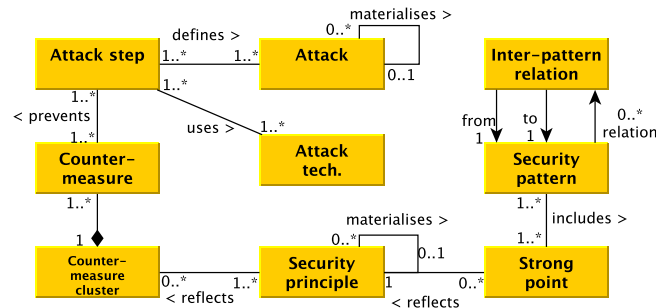 materialises >
0..*
defines >
Attack step
1..*
1..*
Attack
0..1
Inter-pattern
relation
1..*
1..*
< prevents
uses >
1..*
1..*
from
1
to
1
0..*
relation
Counter-
measure
Attack
tech.
Security
pattern
1..*
1..*
materialises >
includes >
1
0..*
0..1
1..*
Counter-
measure
cluster
0..*
1..*
Security
principle
1
0..*
Strong
point
< reflects
< reflects